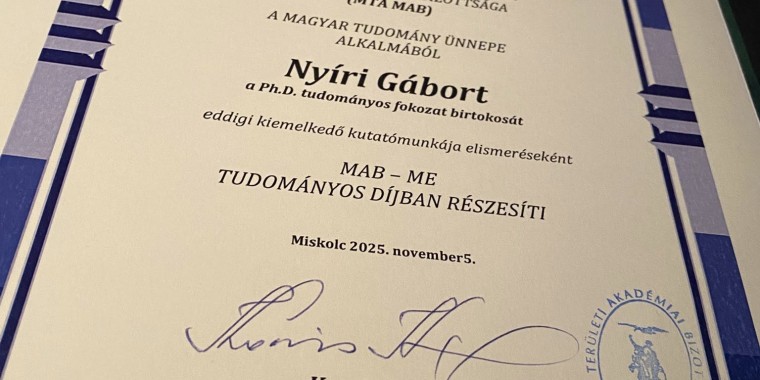 (MTA MAB)
A MAGYAR TUDOMÁNY ÜNNEPE
ALKALMÁBÓL
Nyíri Gábort
a Ph.D. tudományos fokozat birtokosát
eddigi kiemelkedő kutatómunkája elismeréseként
MAB – ME
TUDOMÁNYOS DÍJBAN RÉSZESÍTI
Miskolc 2025. november5.
TERÜLETI AKADÉMIAI